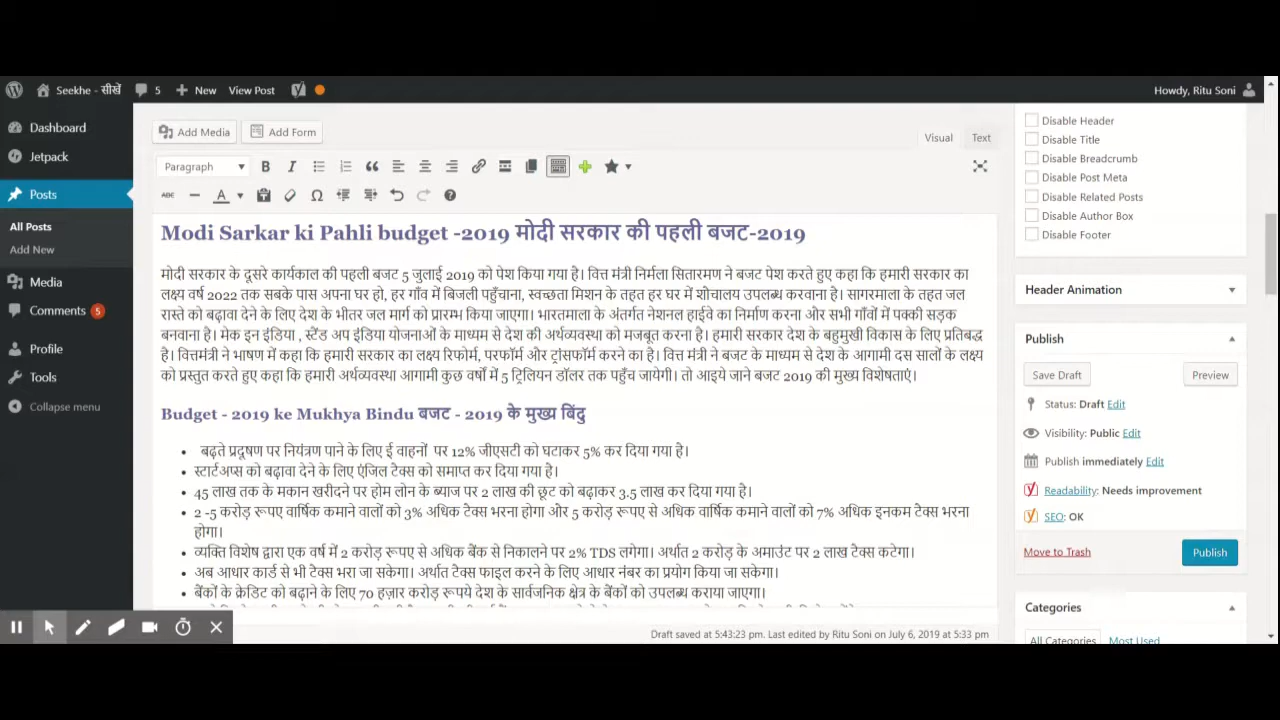 Seekhe - सीखें 5 New View Post Howdy, Ritu Soni
Dashboard
Jetpack
Posts
All Posts
Add New
Media
Comments 5
Profile
Tools
Collapse menu
Add Media Add Form
Visual Text
Paragraph B I
ABC A Ω
Modi Sarkar ki Pahli budget -2019 मोदी सरकार की पहली बजट-2019
मोदी सरकार के दूसरे कार्यकाल की पहली बजट 5 जुलाई 2019 को पेश किया गया है। वित्त मंत्री निर्मला सितारमण ने बजट पेश करते हुए कहा कि हमारी सरकार का
लक्ष्य वर्ष 2022 तक सबके पास अपना घर हो, हर गाँव में बिजली पहुँचाना, स्वच्छता मिशन के तहत हर घर में शौचालय उपलब्ध करवाना है। सागरमाला के तहत जल
रास्ते को बढ़ावा देने के लिए देश के भीतर जल मार्ग को प्रारम्भ किया जाएगा। भारतमाला के अंतर्गत नेशनल हाईवे का निर्माण करना और सभी गाँवों में पक्की सड़क
बनवाना है। मेक इन इंडिया , स्टैंड अप इंडिया योजनाओं के माध्यम से देश की अर्थव्यवस्था को मजबूत करना है। हमारी सरकार देश के बहुमुखी विकास के लिए प्रतिबद्ध
है। वित्तमंत्री ने भाषण में कहा कि हमारी सरकार का लक्ष्य रिफोर्म, परफॉर्म और ट्रांसफॉर्म करने का है। वित्त मंत्री ने बजट के माध्यम से देश के आगामी दस सालों के लक्ष्य
को प्रस्तुत करते हुए कहा कि हमारी अर्थव्यवस्था आगामी कुछ वर्षों में 5 ट्रिलियन डॉलर तक पहुँच जायेगी। तो आइये जाने बजट 2019 की मुख्य विशेषताएं।
Budget - 2019 ke Mukhya Bindu बजट - 2019 के मुख्य बिंदु
• बढ़ते प्रदूषण पर नियंत्रण पाने के लिए ई वाहनों पर 12% जीएसटी को घटाकर 5% कर दिया गया है।
• स्टार्टअप्स को बढ़ावा देने के लिए एंजिल टैक्स को समाप्त कर दिया गया है।
• 45 लाख तक के मकान खरीदने पर होम लोन के ब्याज पर 2 लाख की छूट को बढ़ाकर 3.5 लाख कर दिया गया है।
• 2 -5 करोड़ रूपए वार्षिक कमाने वालों को 3% अधिक टैक्स भरना होगा और 5 करोड़ रूपए से अधिक वार्षिक कमाने वालों को 7% अधिक इनकम टैक्स भरना
होगा।
• व्यक्ति विशेष द्वारा एक वर्ष में 2 करोड़ रूपए से अधिक बैंक से निकालने पर 2% TDS लगेगा। अर्थात 2 करोड़ के अमाउंट पर 2 लाख टैक्स कटेगा।
• अब आधार कार्ड से भी टैक्स भरा जा सकेगा। अर्थात टैक्स फाइल करने के लिए आधार नंबर का प्रयोग किया जा सकेगा।
• बैंकों के क्रेडिट को बढ़ाने के लिए 70 हज़ार करोड़ रूपये देश के सार्वजनिक क्षेत्र के बैंकों को उपलब्ध कराया जाएगा।
Draft saved at 5:43:23 pm. Last edited by Ritu Soni on July 6, 2019 at 5:33 pm
Disable Header
Disable Title
Disable Breadcrumb
Disable Post Meta
Disable Related Posts
Disable Author Box
Disable Footer
Header Animation
Publish
Save Draft Preview
Status: Draft Edit
Visibility: Public Edit
Publish immediately Edit
Readability: Needs improvement
SEO: OK
Move to Trash Publish
Categories
All Categories Most Used